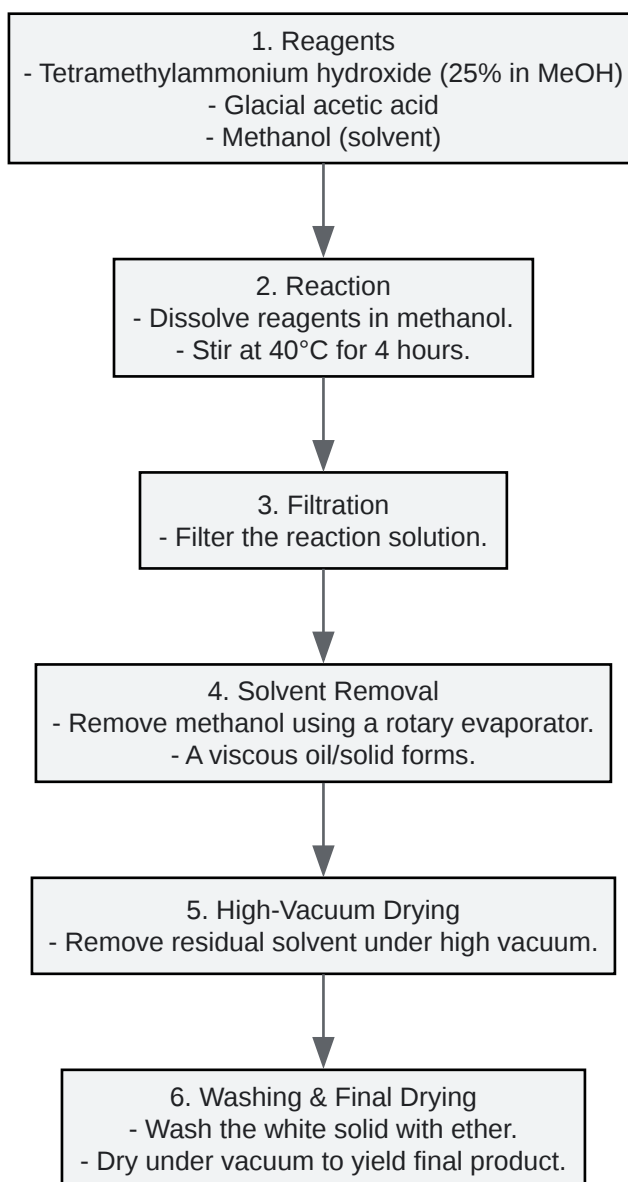 1. Reagents
- Tetramethylammonium hydroxide (25% in MeOH)
- Glacial acetic acid
- Methanol (solvent)
2. Reaction
- Dissolve reagents in methanol.
- Stir at 40°C for 4 hours.
3. Filtration
- Filter the reaction solution.
4. Solvent Removal
- Remove methanol using a rotary evaporator.
- A viscous oil/solid forms.
5. High-Vacuum Drying
- Remove residual solvent under high vacuum.
6. Washing & Final Drying
- Wash the white solid with ether.
- Dry under vacuum to yield final product.